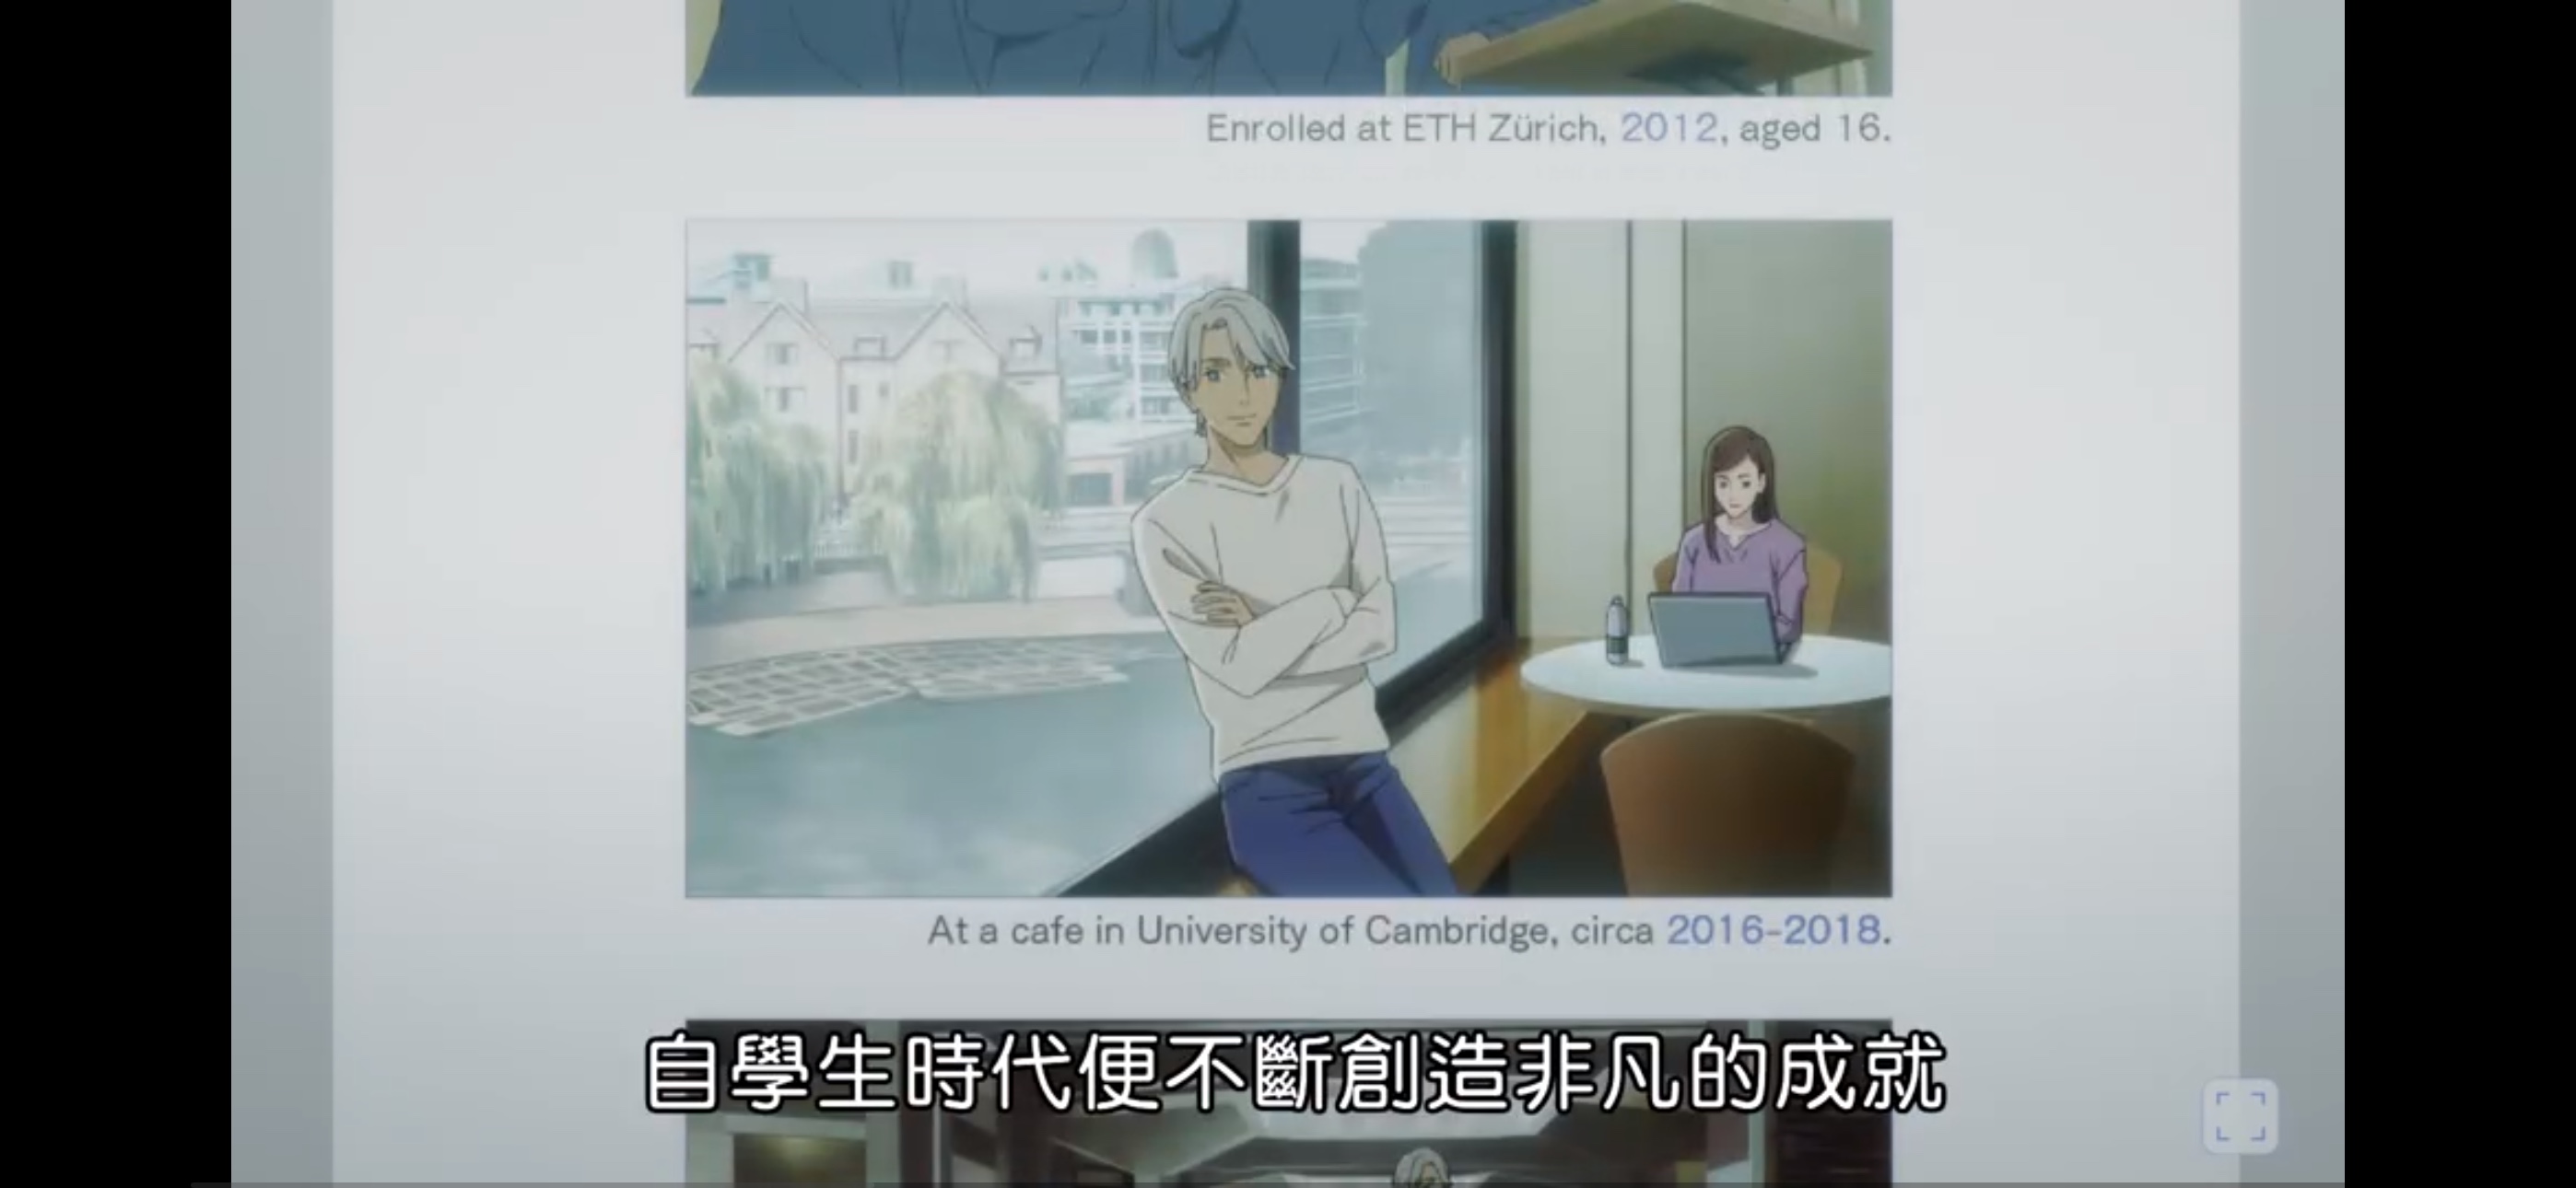 Enrolled at ETH Zürich, 2012, aged 16.
At a cafe in University of Cambridge, circa 2016-2018.
自學生時代便不斷創造非凡的成就